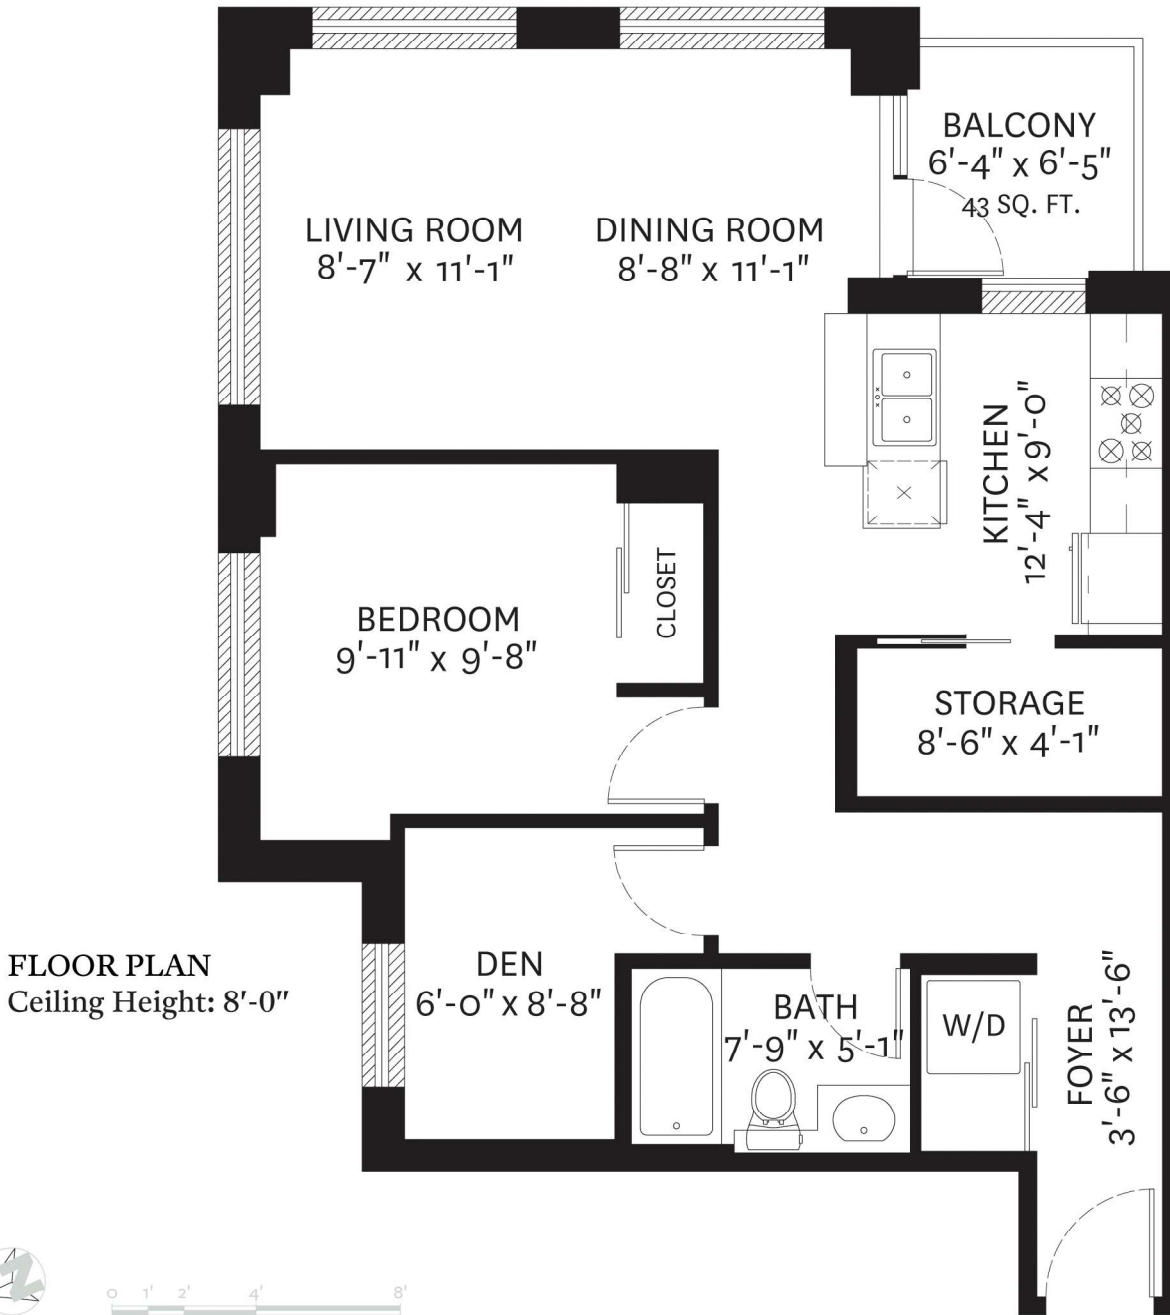 BALCONY
6'-4" x 6'-5"
43 SQ. FT.
LIVING ROOM
8'-7" x 11'-1"
DINING ROOM
8'-8" x 11'-1"
KITCHEN
12'-4" x 9'-0"
CLOSET
BEDROOM
9'-11" x 9'-8"
STORAGE
8'-6" x 4'-1"
FLOOR PLAN
Ceiling Height: 8'-0"
DEN
6'-0" x 8'-8"
BATH
7'-9" x 5'-1"
W/D
FOYER
3'-6" x 13'-6"
N
0 1' 2' 4' 8'